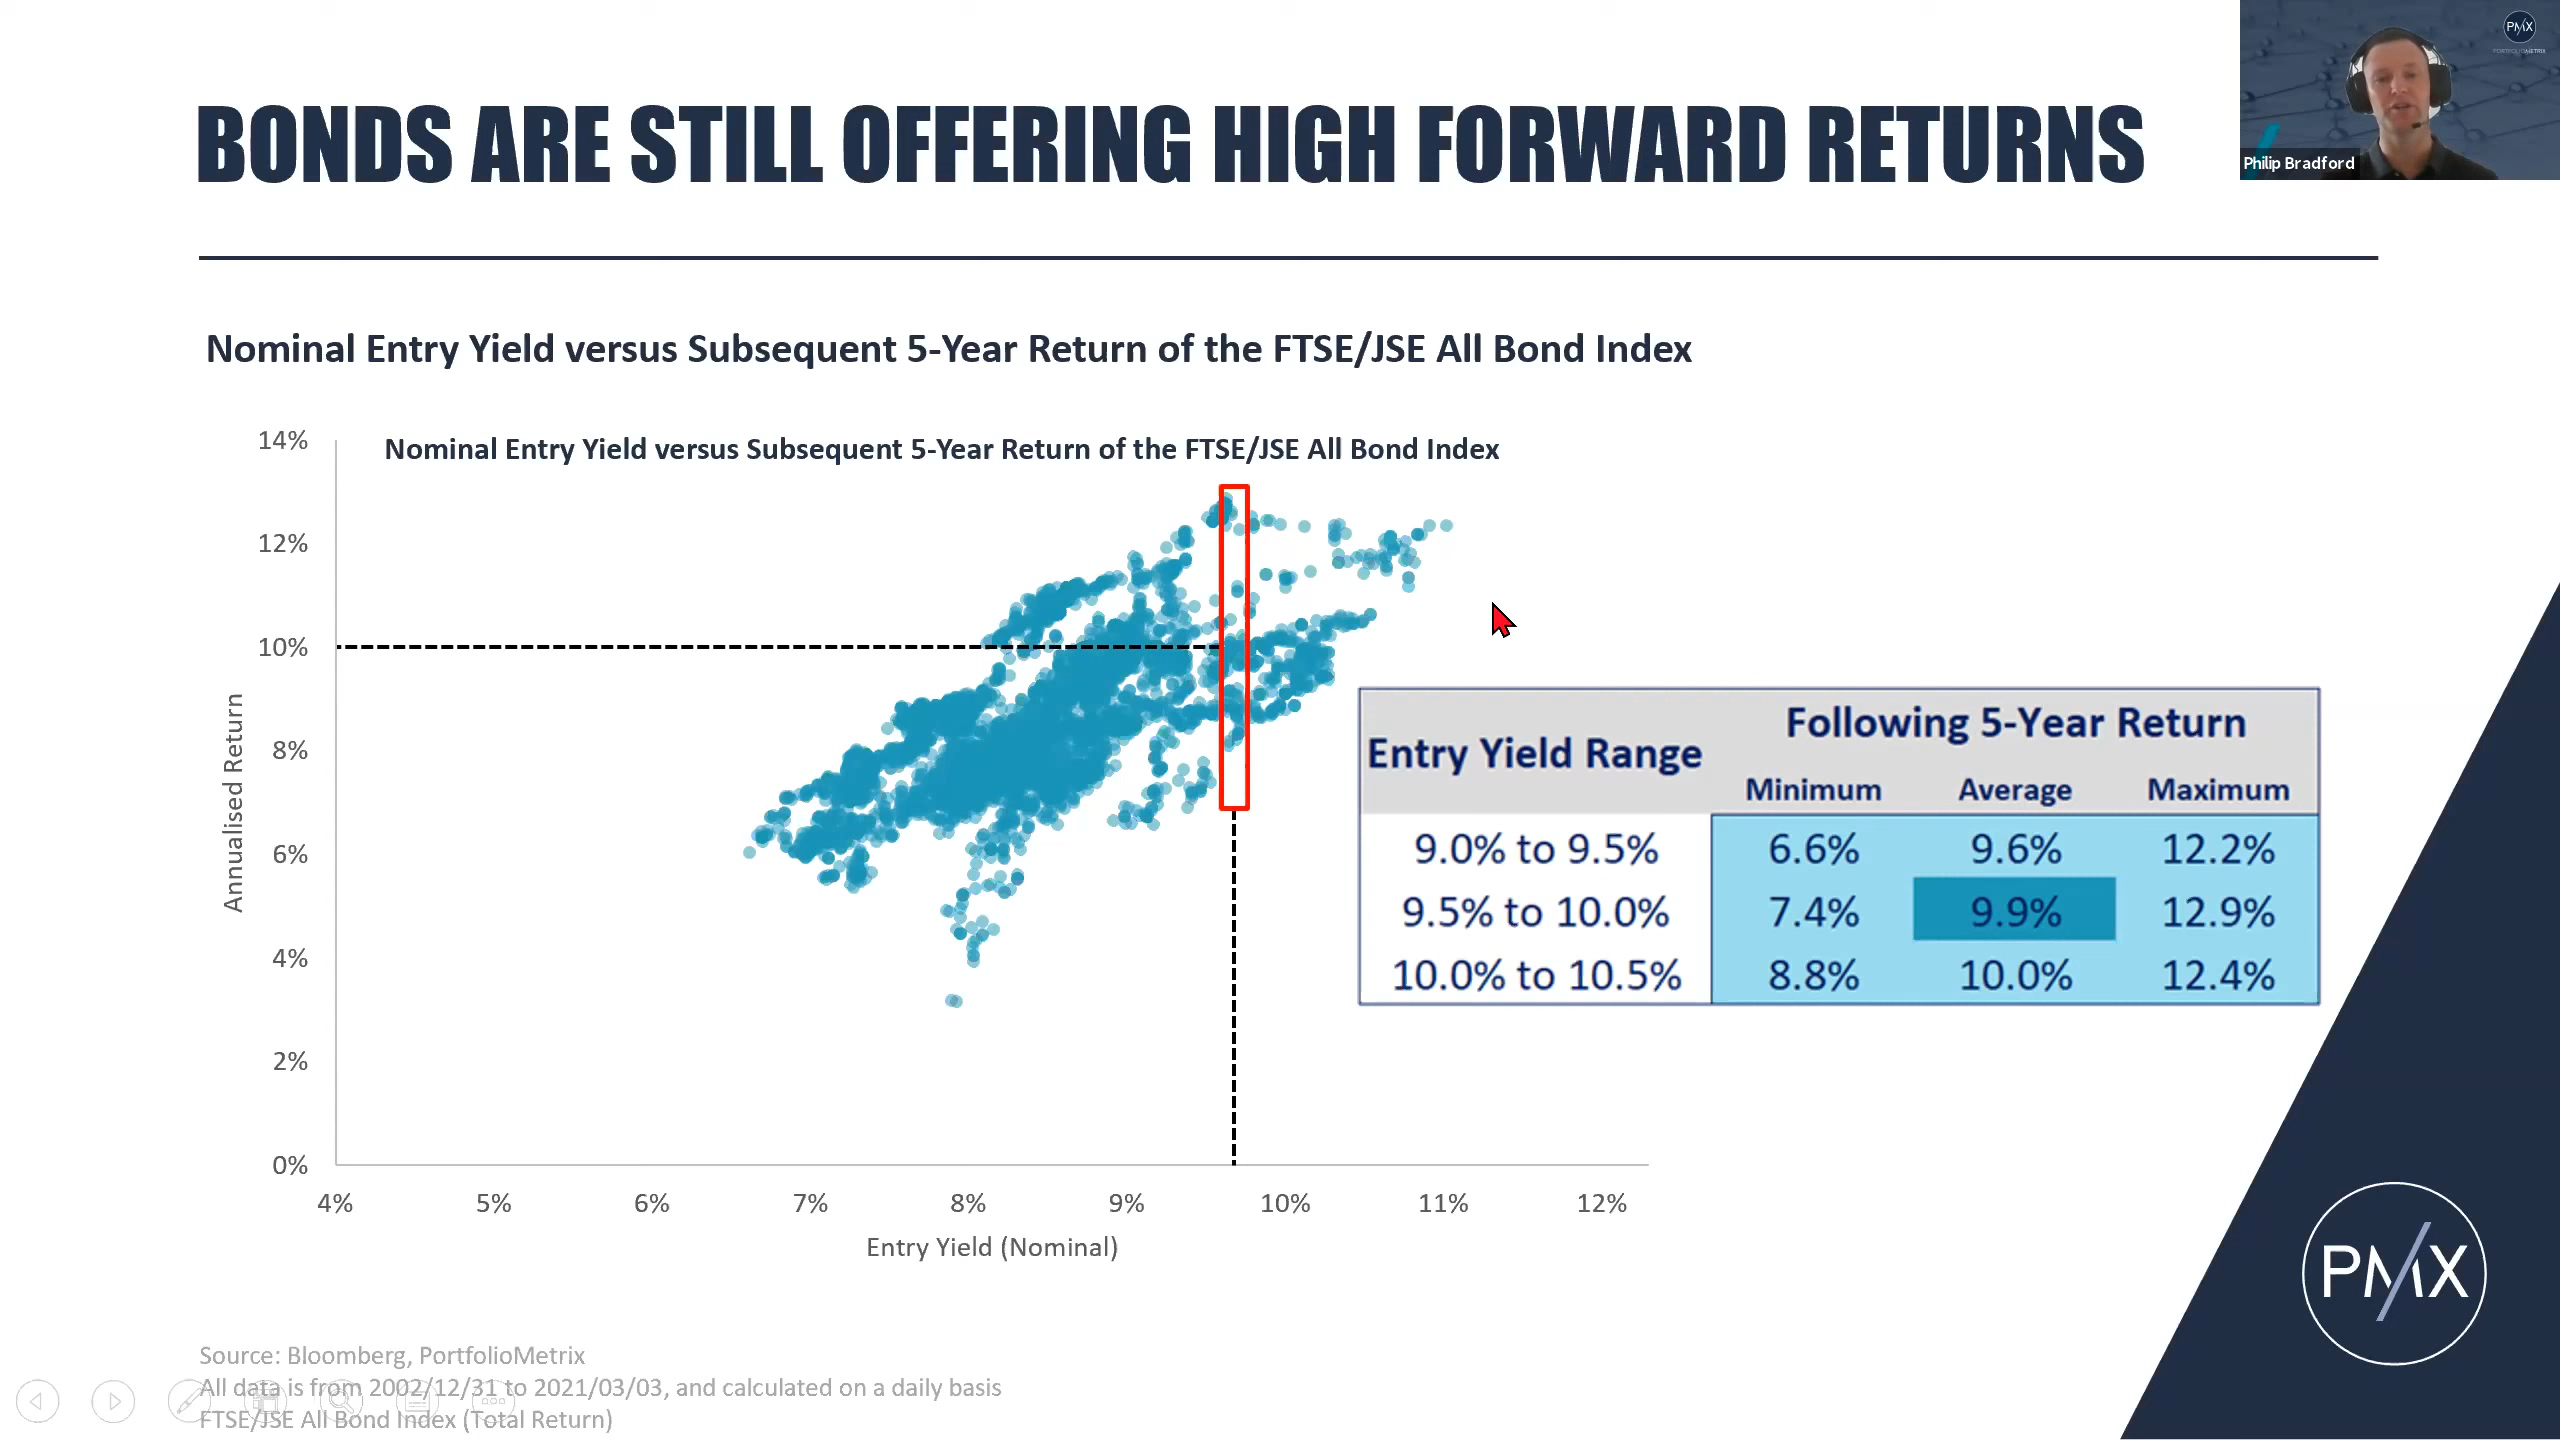 BONDS ARE STILL OFFERING HIGH FORWARD RETURNS
PMX
Philip Bradford
Nominal Entry Yield versus Subsequent 5-Year Return of the FTSE/JSE All Bond Index
Nominal Entry Yield versus Subsequent 5-Year Return of the FTSE/JSE All Bond Index
14%
12%
10%
8%
6%
4%
2%
0%
Annualised Return
4% 5% 6% 7% 8% 9% 10% 11% 12%
Entry Yield (Nominal)
Entry Yield Range
Following 5-Year Return
Minimum Average Maximum
9.0% to 9.5% 6.6% 9.6% 12.2%
9.5% to 10.0% 7.4% 9.9% 12.9%
10.0% to 10.5% 8.8% 10.0% 12.4%
PMX
Source: Bloomberg, PortfolioMetrix
All data is from 2002/12/31 to 2021/03/03, and calculated on a daily basis
FTSE/JSE All Bond Index (Total Return)